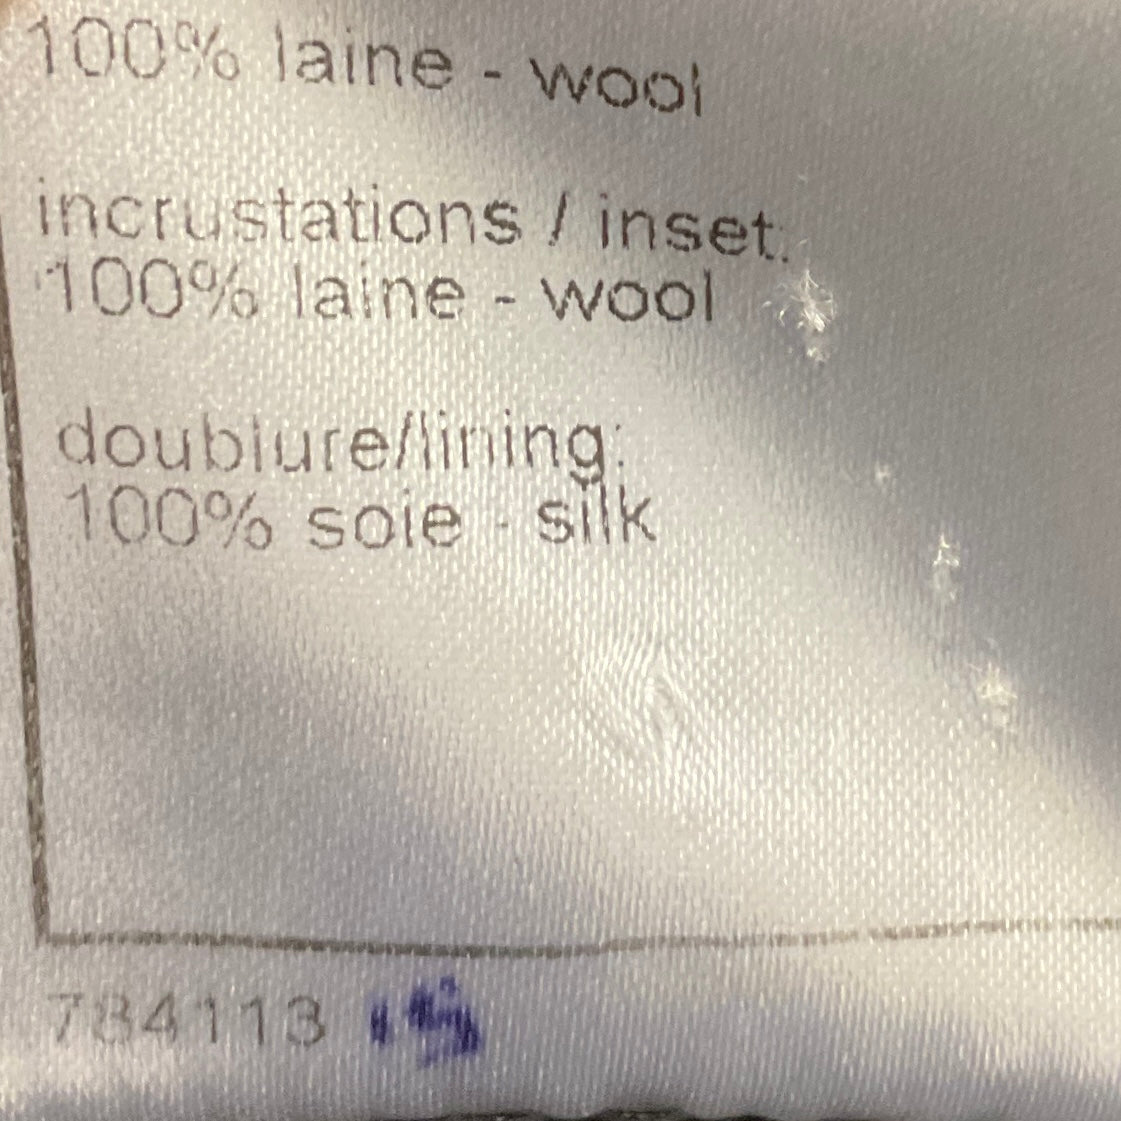 100% laine - wool
incrustations / inset:
100% laine - wool
doublure/lining:
100% soie - silk
784113